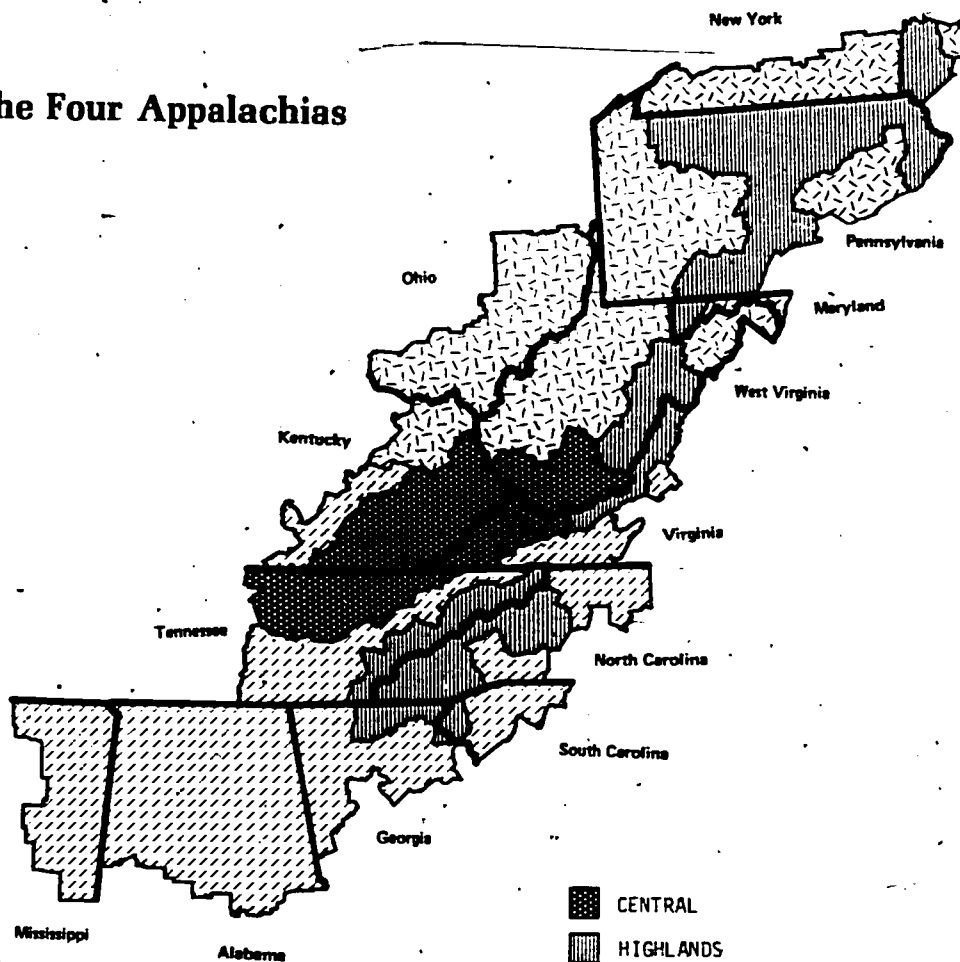 New York
he Four Appalachias
Pennsylvania
Ohio
Maryland
West Virginia
Kentucky
Virginia
Tennessee
North Carolina
South Carolina
Georgia
CENTRAL
Mississippi
HIGHLANDS
Alabama